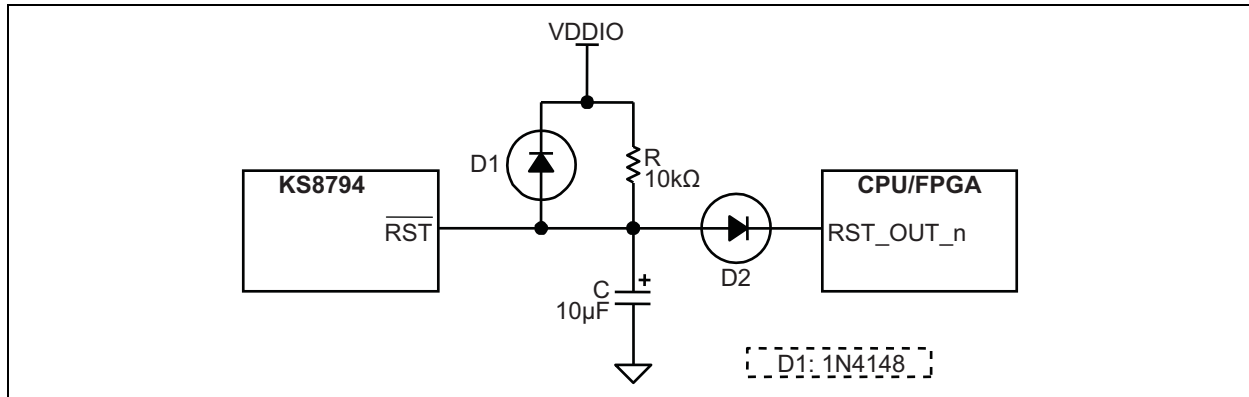 VDDIO
D1
R
10kΩ
KS8794
RST
CPU/FPGA
RST_OUT_n
D2
C
+
10µF
D1: 1N4148